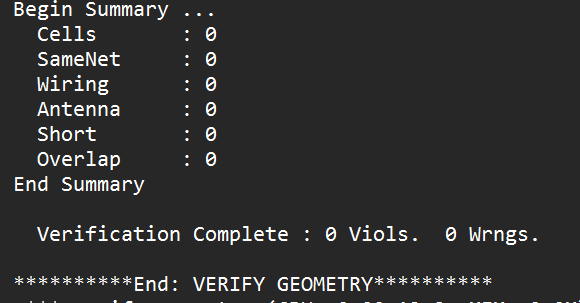 Begin Summary ...
  Cells       : 0
  SameNet     : 0
  Wiring      : 0
  Antenna     : 0
  Short       : 0
  Overlap     : 0
End Summary

  Verification Complete : 0 Viols.  0 Wrngs.

**********End: VERIFY GEOMETRY**********